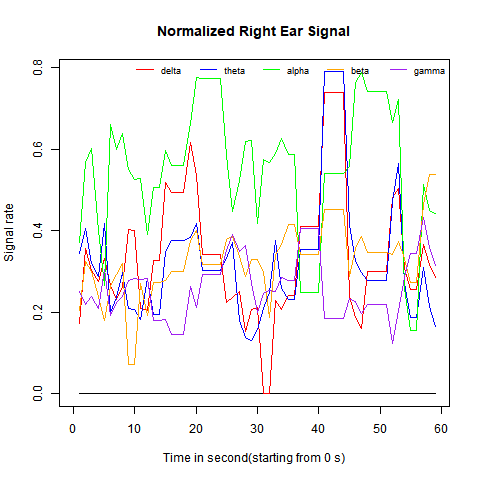 Normalized Right Ear Signal
delta theta alpha beta gamma
Signal rate
0.8
0.6
0.4
0.2
0.0
0 10 20 30 40 50 60
Time in second(starting from 0 s)